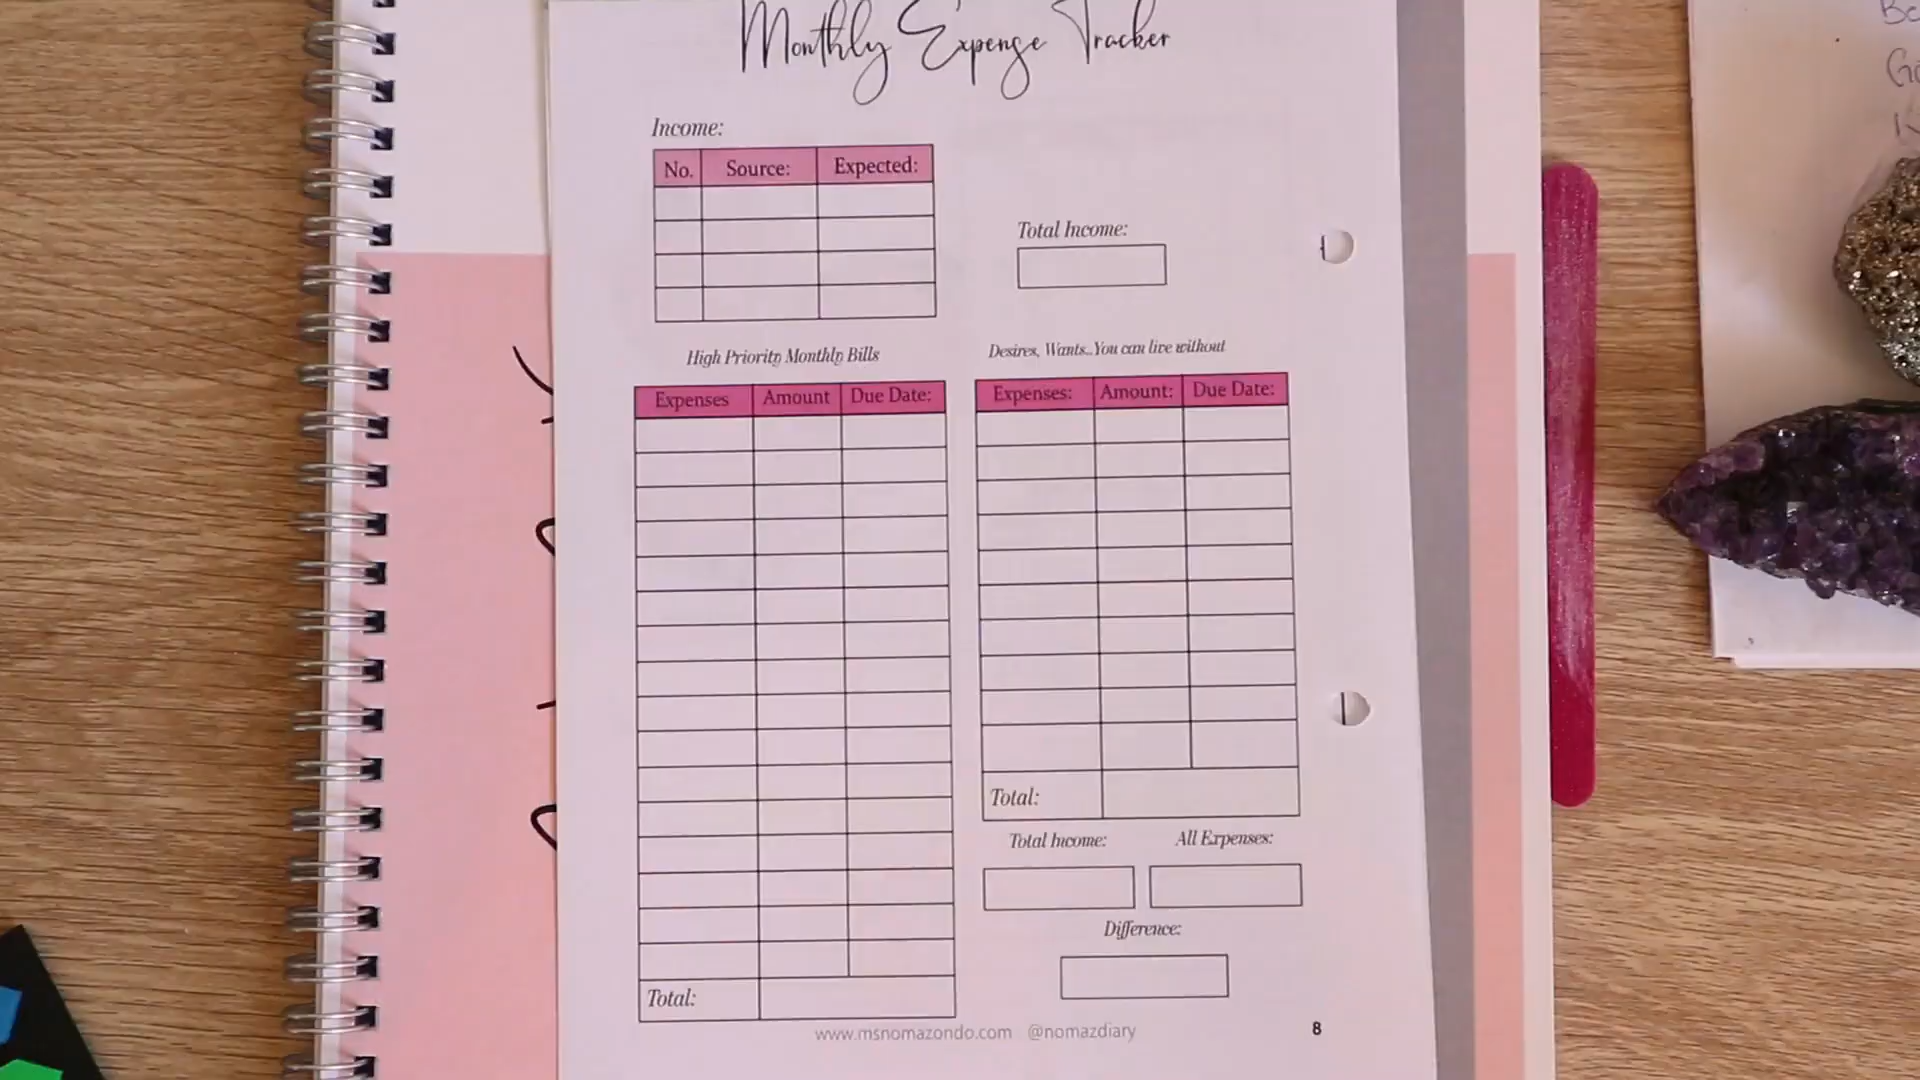 Monthly Expense Tracker
Income:
No. Source: Expected:
Total Income:
High Priority Monthly Bills
Expenses Amount Due Date:
Total:
Desires, Wants...You can live without
Expenses: Amount: Due Date:
Total:
Total Income: All Expenses:
Difference:
www.msnomazondo.com @nomazdiary
8